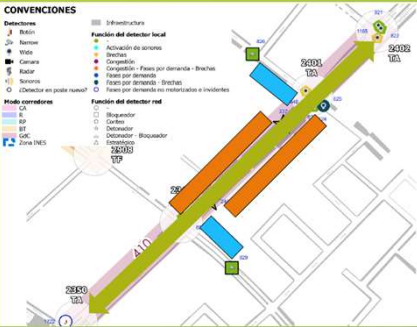 CONVENCIONES
Detectores
Botón
Narrow
Wide
Camara
Radar
Sonoros
¿Detector en poste nuevo?
Modo corredores
CA
R
RP
BT
GdC
Zona INES
Infraestructura
Función del detector local
-
Activación de sonoros
Brechas
Congestión
Congestión - Fases por demanda - Brechas
Fases por demanda
Fases por demanda - Brechas
Fases por demanda no motorizados e invidentes
Función del detector red
-
Bloqueador
Conteo
Detonador
Detonador - Bloqueador
Estratégico
2401
TA
2402
TA
2908
TF
410
2350
TA